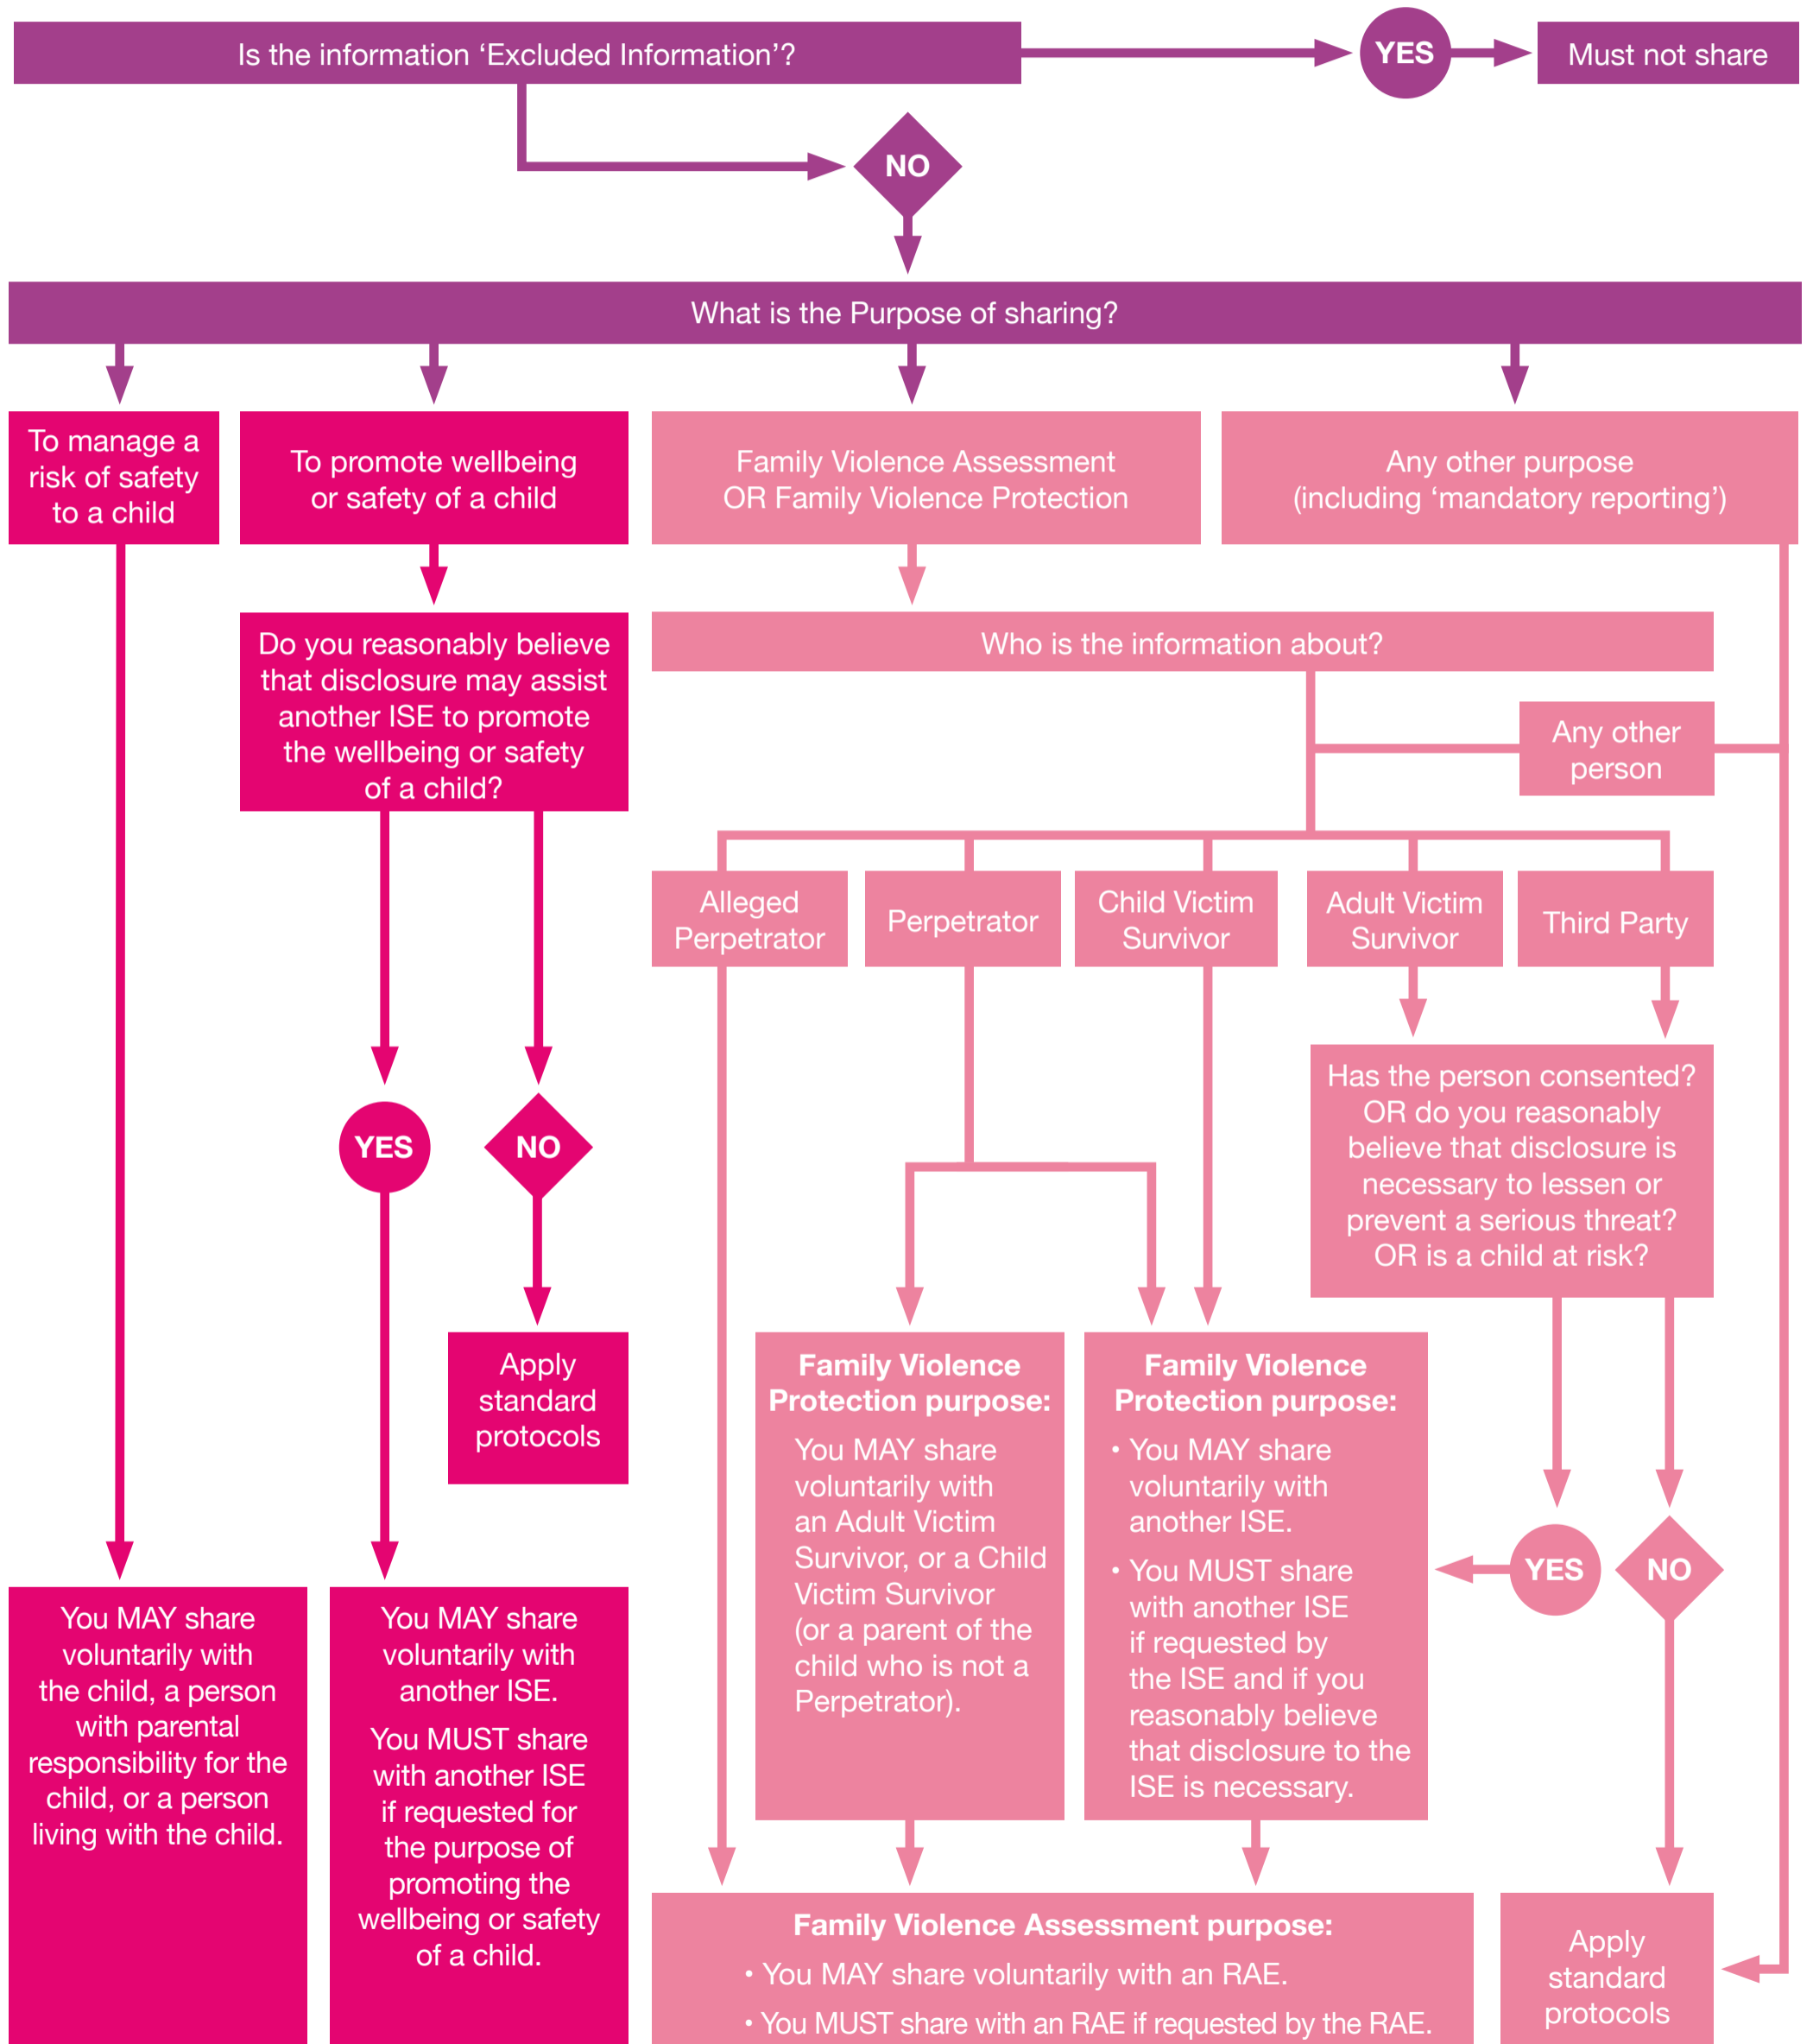 Is the information ‘Excluded Information’?
YES
Must not share
NO
What is the Purpose of sharing?
To manage a
risk of safety
to a child
To promote wellbeing
or safety of a child
Family Violence Assessment
OR Family Violence Protection
Any other purpose
(including ‘mandatory reporting’)
Do you reasonably believe
that disclosure may assist
another ISE to promote
the wellbeing or safety
of a child?
Who is the information about?
Any other
person
Alleged
Perpetrator
Perpetrator
Child Victim
Survivor
Adult Victim
Survivor
Third Party
Has the person consented?
OR do you reasonably
believe that disclosure is
necessary to lessen or
prevent a serious threat?
OR is a child at risk?
YES
NO
Apply
standard
protocols
Family Violence
Protection purpose:
You MAY share
voluntarily with
an Adult Victim
Survivor, or a Child
Victim Survivor
(or a parent of the
child who is not a
Perpetrator).
Family Violence
Protection purpose:
• You MAY share
voluntarily with
another ISE.
• You MUST share
with another ISE
if requested by
the ISE and if you
reasonably believe
that disclosure to the
ISE is necessary.
YES
NO
You MAY share
voluntarily with
the child, a person
with parental
responsibility for the
child, or a person
living with the child.
You MAY share
voluntarily with
another ISE.
You MUST share
with another ISE
if requested for
the purpose of
promoting the
wellbeing or safety
of a child.
Family Violence Assessment purpose:
• You MAY share voluntarily with an RAE.
• You MUST share with an RAE if requested by the RAE.
Apply
standard
protocols